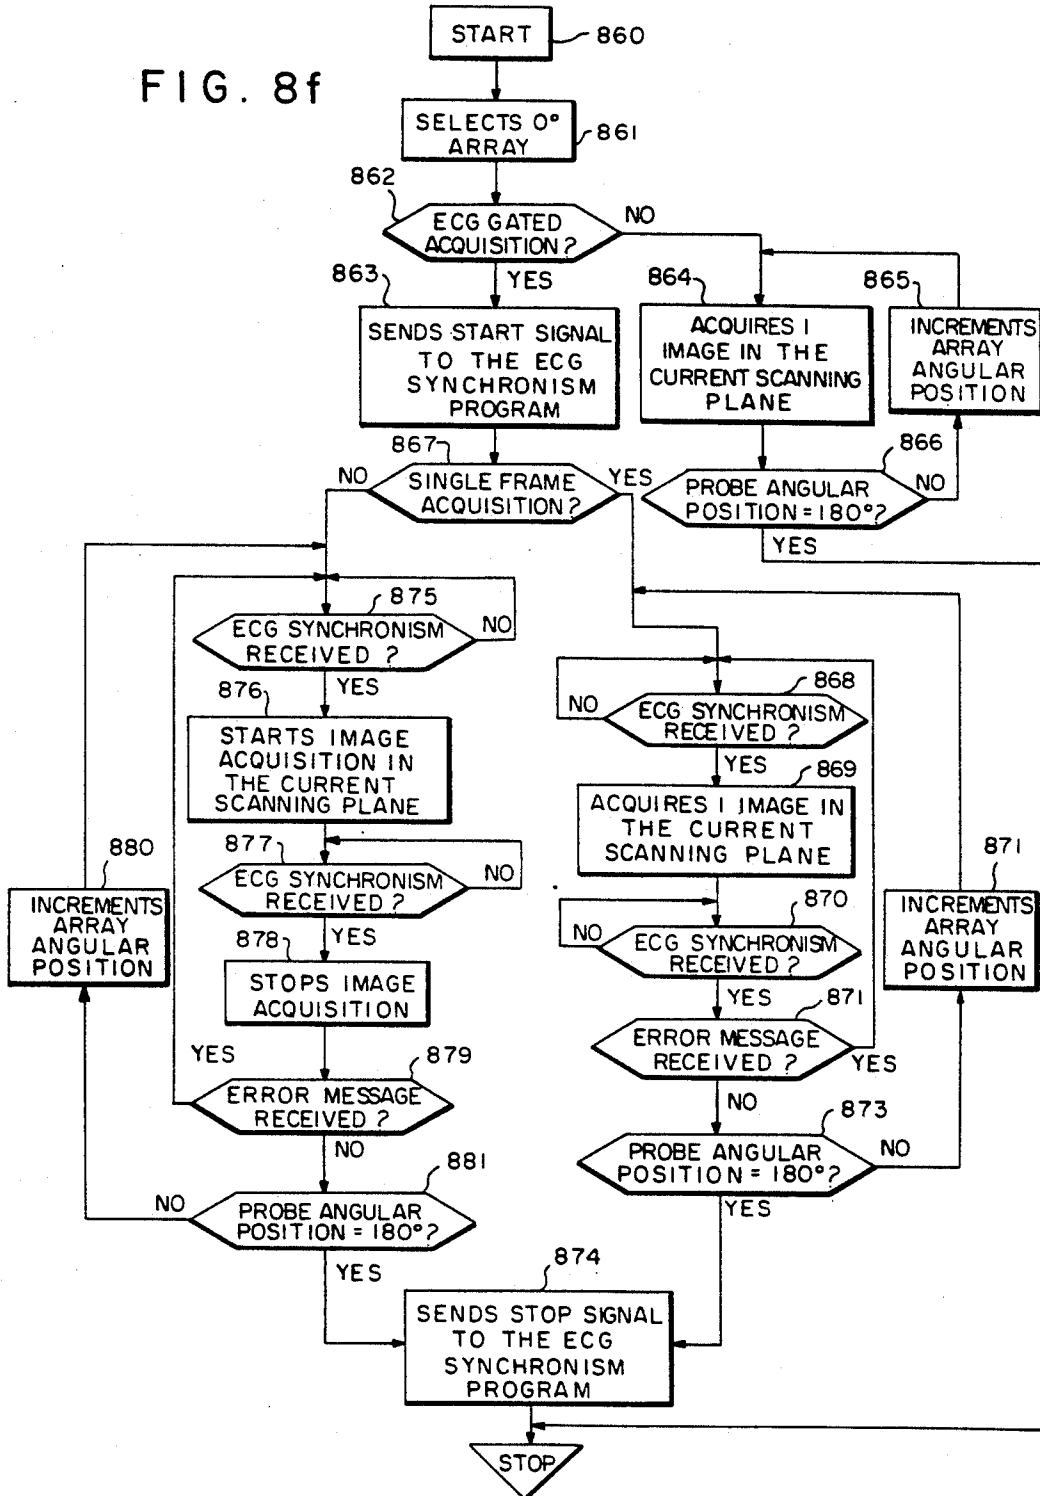 START
860
FIG. 8f
SELECTS 0°
ARRAY
861
862
ECG GATED
ACQUISITION?
NO
YES
863
SENDS START SIGNAL
TO THE ECG
SYNCHRONISM
PROGRAM
864
ACQUIRES 1
IMAGE IN THE
CURRENT SCANNING
PLANE
865
INCREMENTS
ARRAY
ANGULAR
POSITION
866
PROBE ANGULAR
POSITION = 180°?
NO
YES
867
SINGLE FRAME
ACQUISITION?
NO
YES
875
ECG SYNCHRONISM
RECEIVED ?
NO
YES
876
STARTS IMAGE
ACQUISITION IN
THE CURRENT
SCANNING PLANE
877
ECG SYNCHRONISM
RECEIVED ?
NO
YES
878
STOPS IMAGE
ACQUISITION
879
ERROR MESSAGE
RECEIVED ?
YES
NO
880
INCREMENTS
ARRAY
ANGULAR
POSITION
881
PROBE ANGULAR
POSITION = 180°?
NO
YES
868
ECG SYNCHRONISM
RECEIVED ?
NO
YES
869
ACQUIRES 1 IMAGE IN
THE CURRENT
SCANNING PLANE
870
ECG SYNCHRONISM
RECEIVED ?
NO
YES
871
ERROR MESSAGE
RECEIVED ?
YES
NO
871
INCREMENTS
ARRAY
ANGULAR
POSITION
873
PROBE ANGULAR
POSITION = 180°?
NO
YES
874
SENDS STOP SIGNAL
TO THE ECG
SYNCHRONISM
PROGRAM
STOP